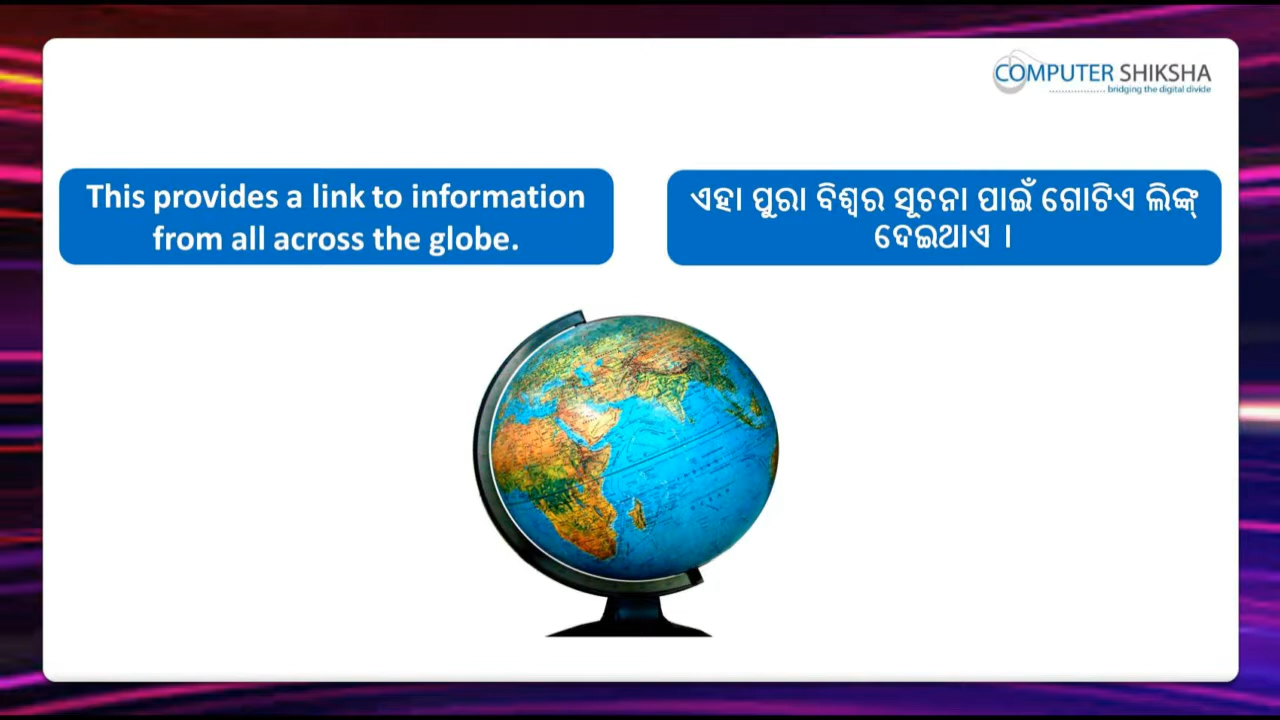 COMPUTER SHIKSHA
bridging the digital divide
This provides a link to information
from all across the globe.
ଏହା ପୁରା ବିଶ୍ୱର ସୂଚନା ପାଇଁ ଗୋଟିଏ ଲିଙ୍କ୍
ଦେଇଥାଏ ।